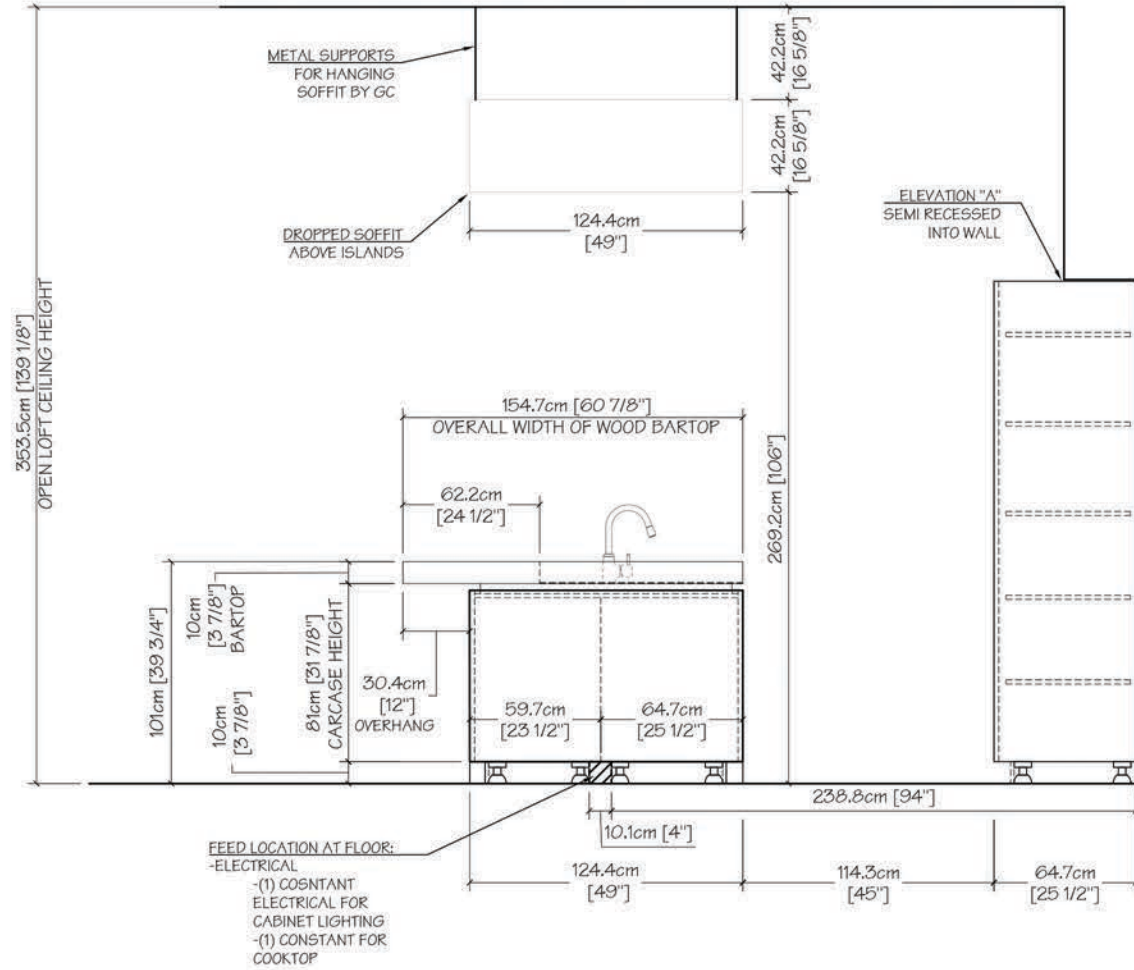 METAL SUPPORTS
FOR HANGING
SOFFIT BY GC
42.2cm
[16 5/8"]
42.2cm
[16 5/8"]
DROPPED SOFFIT
ABOVE ISLANDS
124.4cm
[49"]
ELEVATION "A"
SEMI RECESSED
INTO WALL
353.5cm [139 1/8"]
OPEN LOFT CEILING HEIGHT
154.7cm [60 7/8"]
OVERALL WIDTH OF WOOD BARTOP
62.2cm
[24 1/2"]
269.2cm [106"]
101cm [39 3/4"]
10cm
[3 7/8"]
BARTOP
10cm
[3 7/8"]
81cm [31 7/8"]
CARCASE HEIGHT
30.4cm
[12"]
OVERHANG
59.7cm
[23 1/2"]
64.7cm
[25 1/2"]
238.8cm [94"]
10.1cm [4"]
FEED LOCATION AT FLOOR:
-ELECTRICAL
-(1) COSNTANT
ELECTRICAL FOR
CABINET LIGHTING
-(1) CONSTANT FOR
COOKTOP
124.4cm
[49"]
114.3cm
[45"]
64.7cm
[25 1/2"]